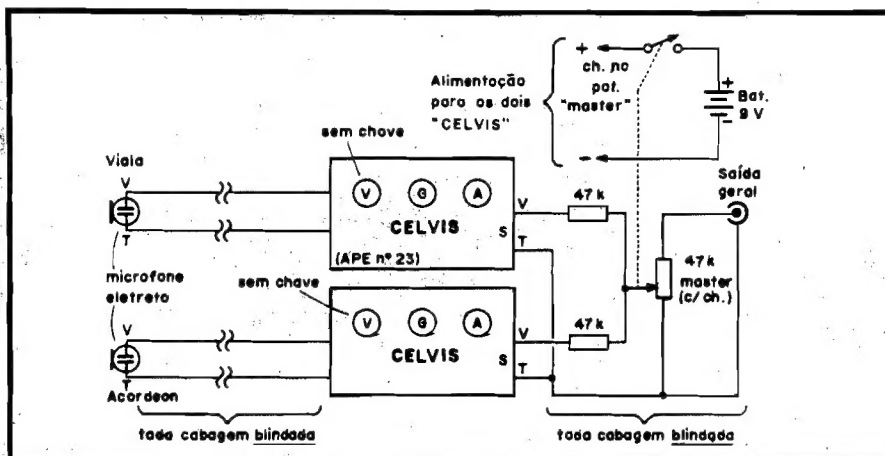 Alimentação
para os dois
"CELVIS"
+
-
ch. no
pot.
"master"
+
-
Bat.
9 V
Saída
geral
sem chave
Viola
V
T
V G A
CELVIS
(APE nº 23)
V
S
T
47 k
47 k
master
(c/ ch.)
microfone
eletreto
sem chave
V
T
Acordeon
V G A
CELVIS
V
S
T
47 k
toda cabagem blindada
toda cabagem blindada